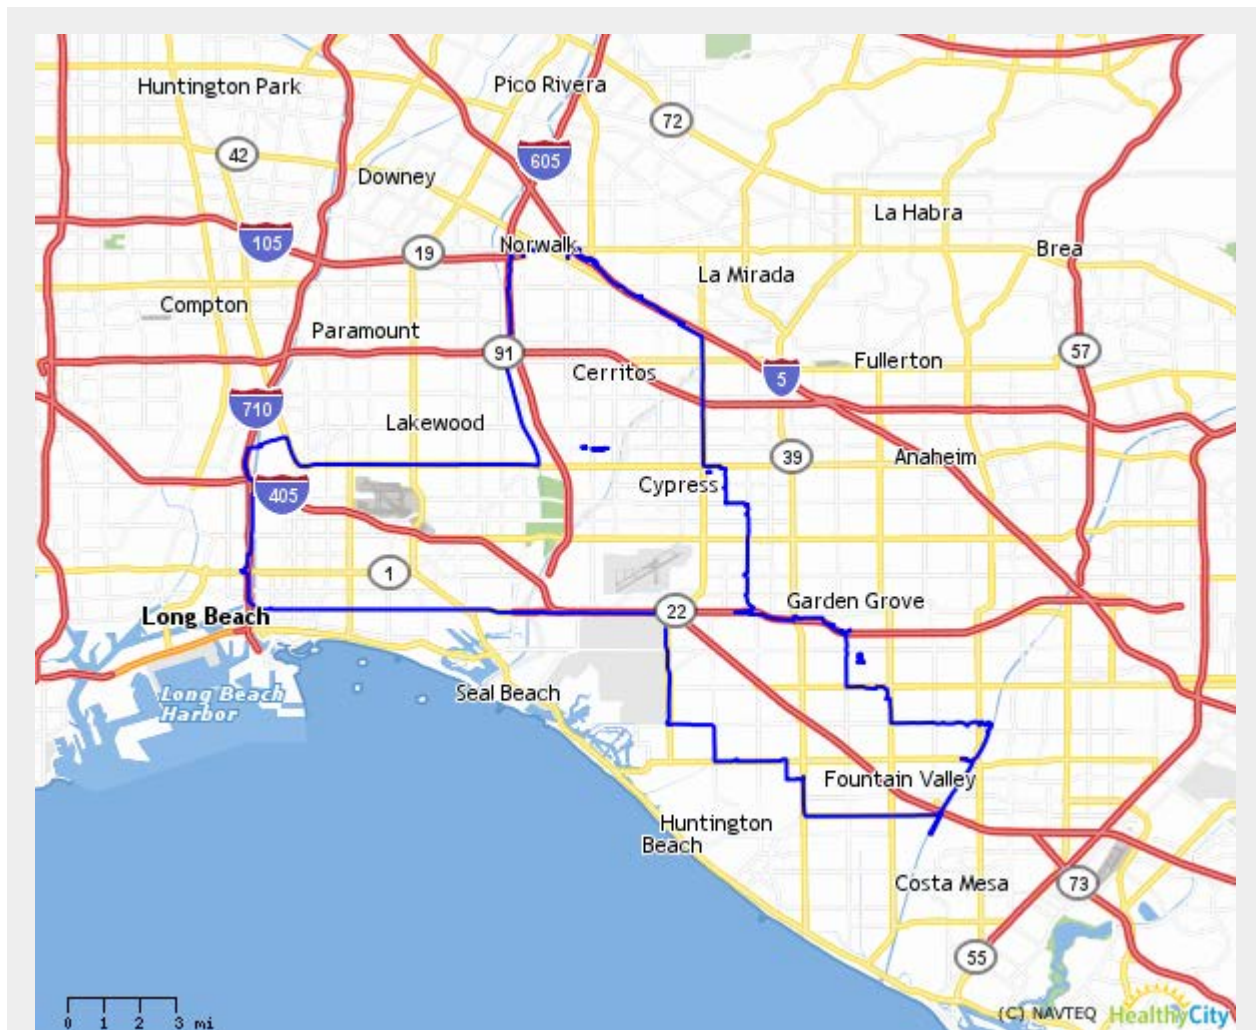 Huntington Park
Pico Rivera
72
42
605
Downey
La Habra
105
19
Norwalk
Brea
La Mirada
Compton
Paramount
91
57
Cerritos
Fullerton
5
710
Lakewood
39
Anaheim
405
Cypress
1
Long Beach
22
Garden Grove
Long Beach
Harbor
Seal Beach
Fountain Valley
Huntington
Beach
Costa Mesa
73
55
0 1 2 3 mi
(C) NAVTEQ HealthyCity